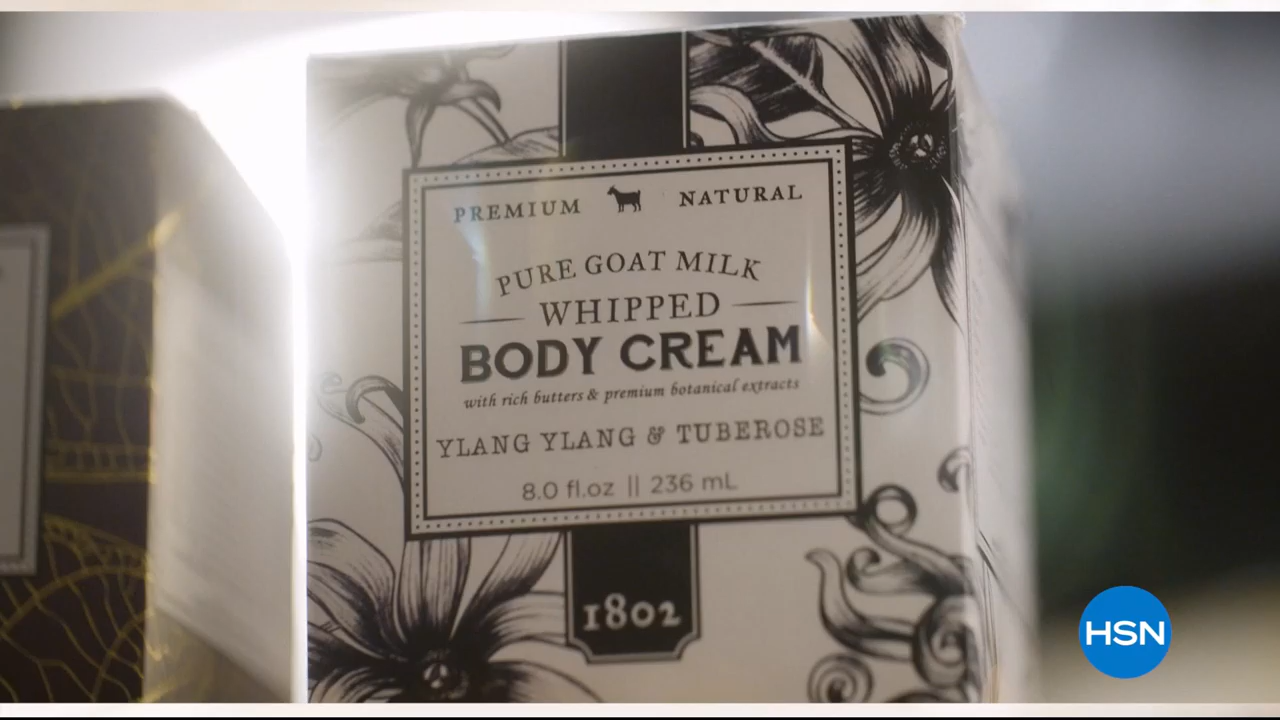 PREMIUM NATURAL
PURE GOAT MILK
WHIPPED
BODY CREAM
with rich butters & premium botanical extracts
YLANG YLANG & TUBEROSE
8.0 fl.oz || 236 mL
1802
HSN